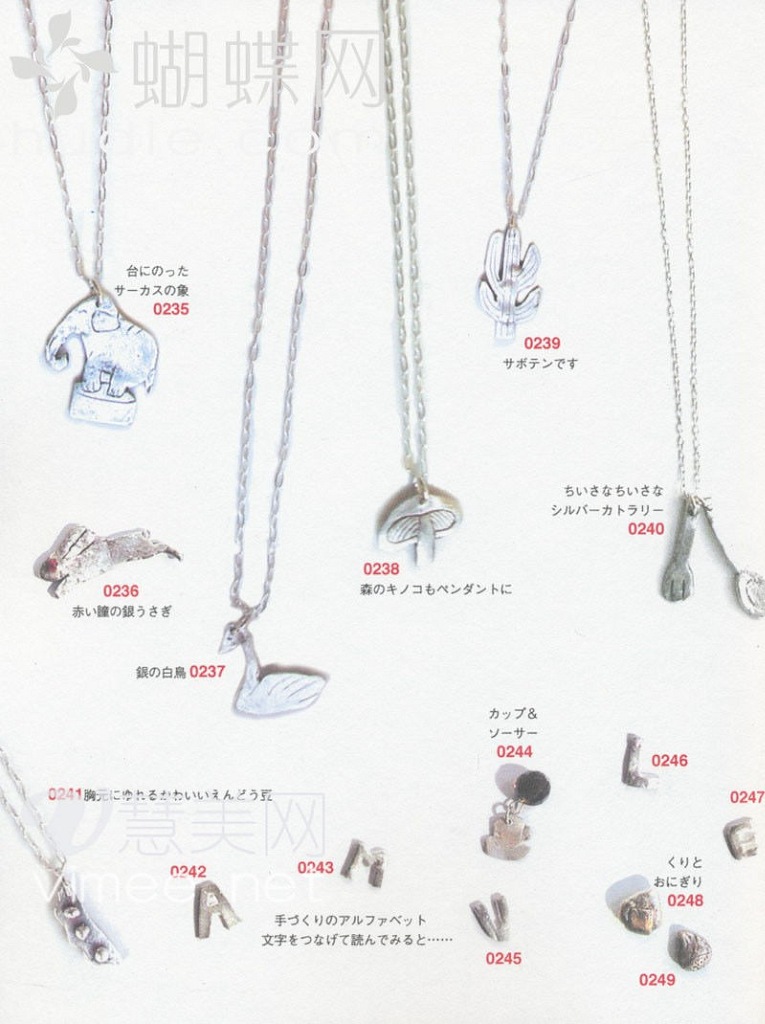 蝴蝶网
hudie.com
台にのった
サーカスの象
0235
0239
サボテンです
ちいさなちいさな
シルバーカトラリー
0240
0238
森のキノコもペンダントに
0236
赤い瞳の銀うさぎ
銀の白鳥 0237
カップ＆
ソーサー
0244
0246
0247
0241 胸元にゆれるかわいいえんどう豆
慧美网
vimee.net
0242
0243
A
M
L
E
V
手づくりのアルファベット
文字をつなげて読んでみると……
0245
くりと
おにぎり
0248
0249